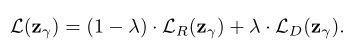 ℒ(𝐳_γ) = (1 − λ) · ℒ_R(𝐳_γ) + λ · ℒ_D(𝐳_γ).